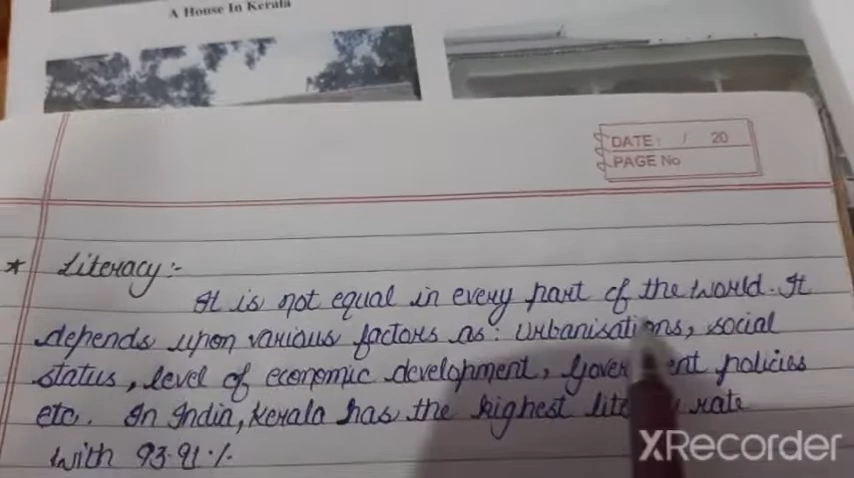 A House In Kerala
DATE: / 20
PAGE No
* Literacy:-
It is not equal in every part of the world. It
depends upon various factors as: urbanisations, social
status, level of economic development, policies
etc. In India, Kerala has the highest rate
with 93.91%
XRecorder